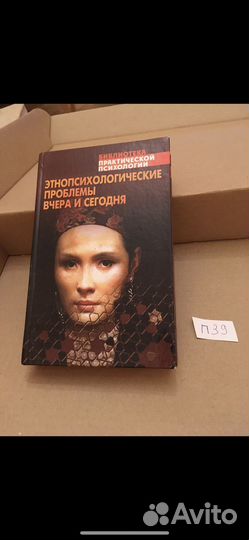 БИБЛИОТЕКА
ПРАКТИЧЕСКОЙ
ПСИХОЛОГИИ
ЭТНОПСИХОЛОГИЧЕСКИЕ
ПРОБЛЕМЫ
ВЧЕРА И СЕГОДНЯ
П39
Avito